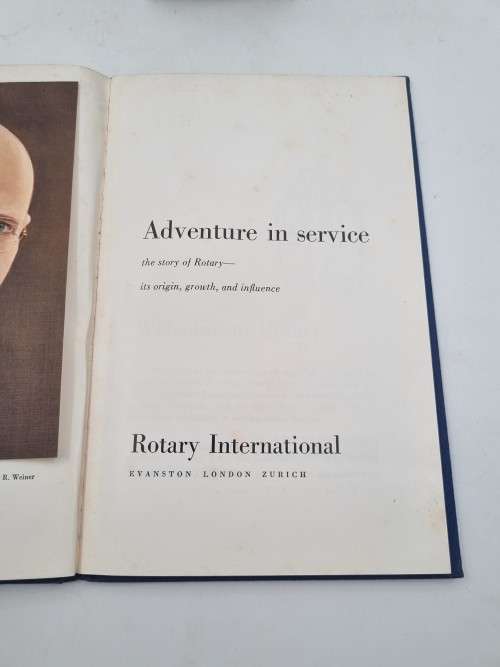 R. Weiner
Adventure in service
the story of Rotary—
its origin, growth, and influence
Rotary International
EVANSTON LONDON ZURICH